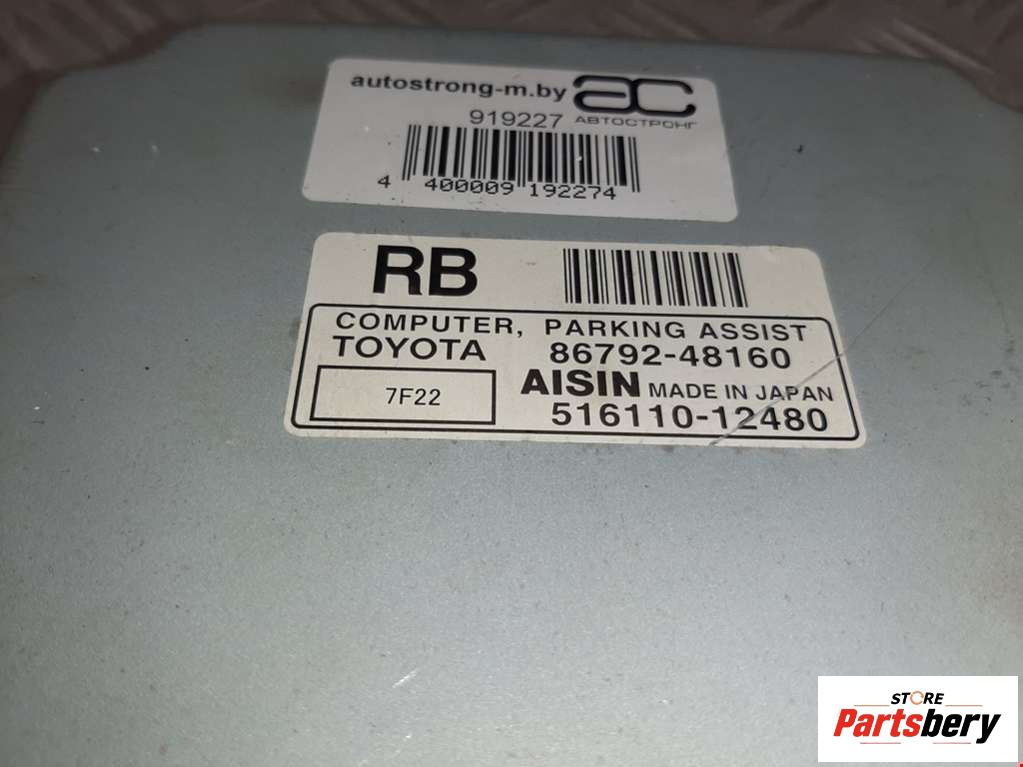 autostrong-m.by
ac
919227
АВТОСТРОНГ
4 400009 192274
RB
COMPUTER, PARKING ASSIST
TOYOTA 86792-48160
7F22
AISIN MADE IN JAPAN
516110-12480
STORE
Partsbery